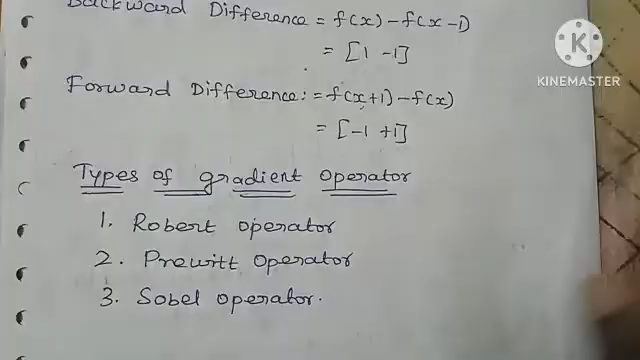 Backward Difference = f(x) - f(x-1)
= [1 -1]
Forward Difference: = f(x+1) - f(x)
= [-1 +1]
Types of gradient operator
1. Robert operator
2. Prewitt operator
3. Sobel operator.
K
KINEMASTER